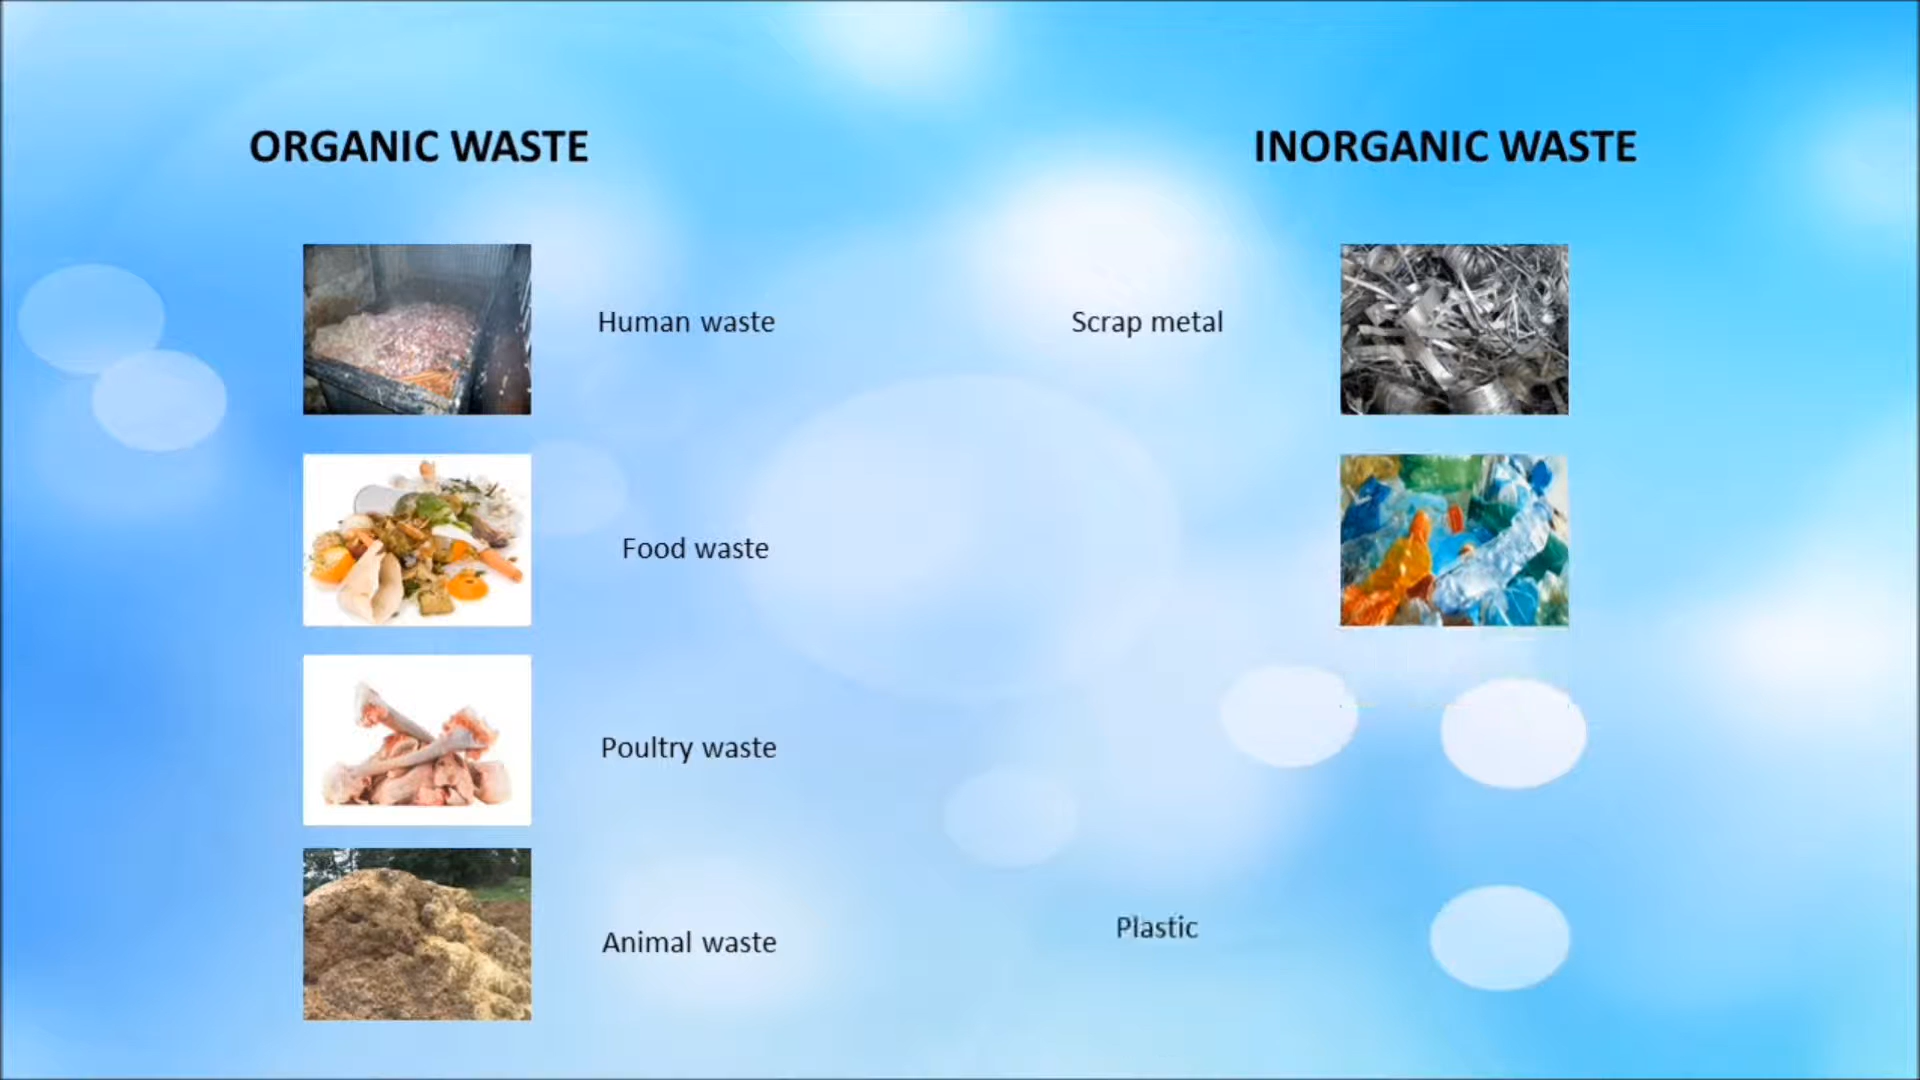 ORGANIC WASTE
INORGANIC WASTE
Human waste
Scrap metal
Food waste
Poultry waste
Animal waste
Plastic